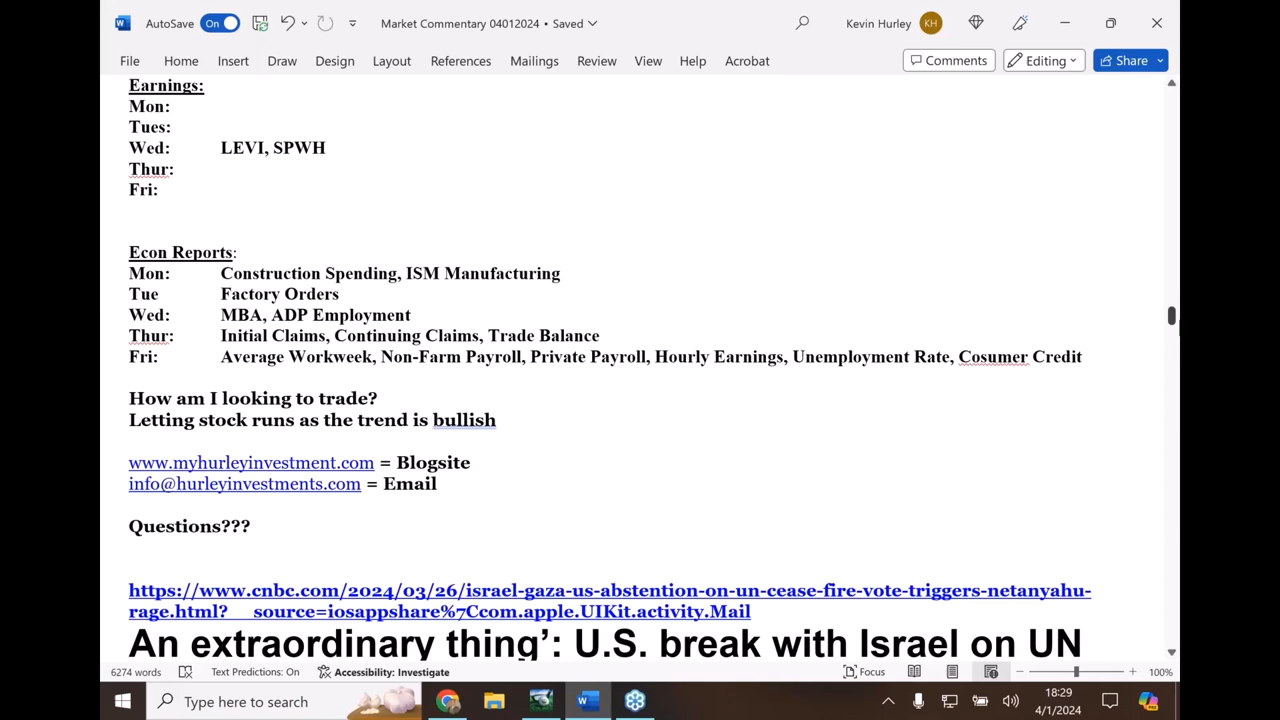 AutoSave On Market Commentary 04012024 • Saved Kevin Hurley KH
File Home Insert Draw Design Layout References Mailings Review View Help Acrobat Comments Editing Share
Earnings:
Mon:
Tues:
Wed: LEVI, SPWH
Thur:
Fri:
Econ Reports:
Mon: Construction Spending, ISM Manufacturing
Tue Factory Orders
Wed: MBA, ADP Employment
Thur: Initial Claims, Continuing Claims, Trade Balance
Fri: Average Workweek, Non-Farm Payroll, Private Payroll, Hourly Earnings, Unemployment Rate, Cosumer Credit
How am I looking to trade?
Letting stock runs as the trend is bullish
www.myhurleyinvestment.com = Blogsite
info@hurleyinvestments.com = Email
Questions???
https://www.cnbc.com/2024/03/26/israel-gaza-us-abstention-on-un-cease-fire-vote-triggers-netanyahu-
rage.html?__source=iosappshare%7Ccom.apple.UIKit.activity.Mail
An extraordinary thing’: U.S. break with Israel on UN
6274 words Text Predictions: On Accessibility: Investigate Focus 100%
Type here to search 18:29
4/1/2024